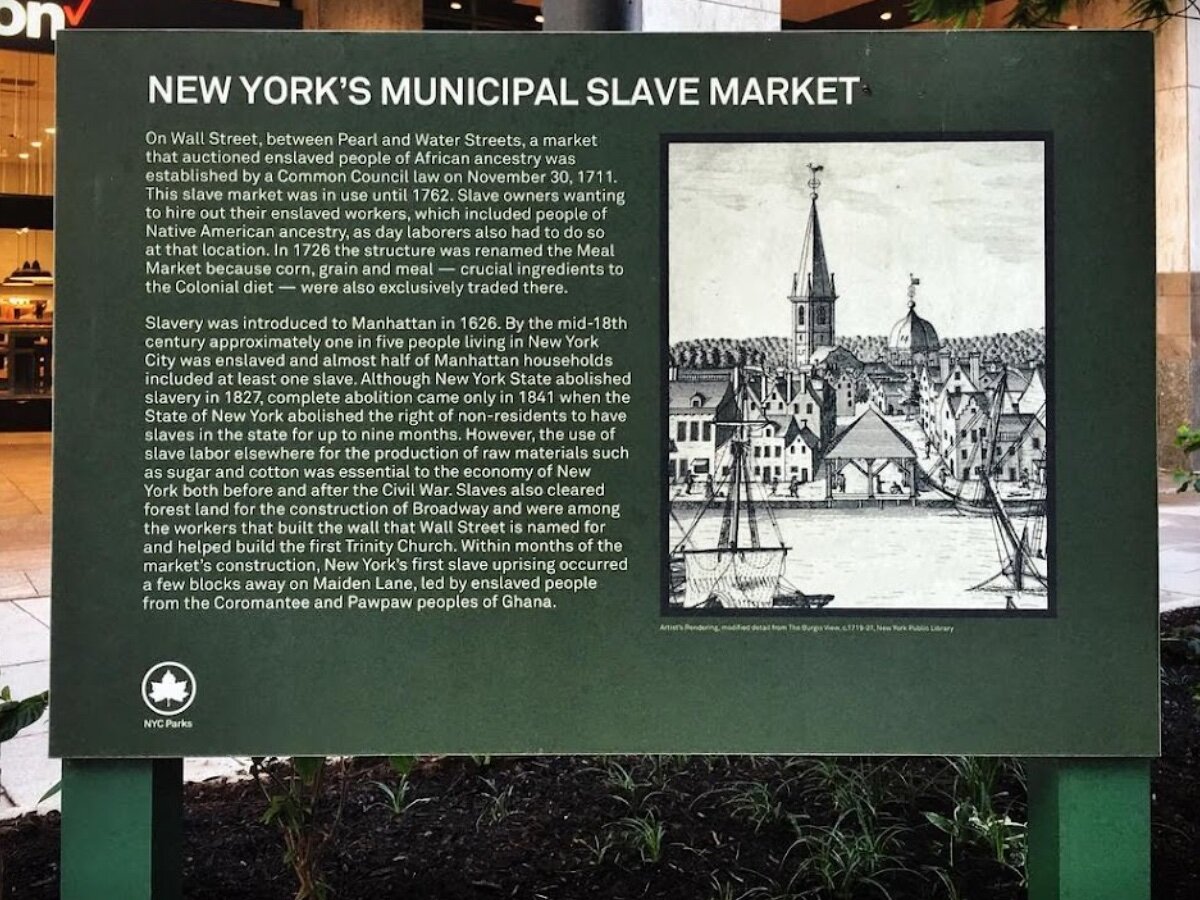 on
NEW YORK'S MUNICIPAL SLAVE MARKET
On Wall Street, between Pearl and Water Streets, a market
that auctioned enslaved people of African ancestry was
established by a Common Council law on November 30, 1711.
This slave market was in use until 1762. Slave owners wanting
to hire out their enslaved workers, which included people of
Native American ancestry, as day laborers also had to do so
at that location. In 1726 the structure was renamed the Meal
Market because corn, grain and meal — crucial ingredients to
the Colonial diet — were also exclusively traded there.
Slavery was introduced to Manhattan in 1626. By the mid-18th
century approximately one in five people living in New York
City was enslaved and almost half of Manhattan households
included at least one slave. Although New York State abolished
slavery in 1827, complete abolition came only in 1841 when the
State of New York abolished the right of non-residents to have
slaves in the state for up to nine months. However, the use of
slave labor elsewhere for the production of raw materials such
as sugar and cotton was essential to the economy of New
York both before and after the Civil War. Slaves also cleared
forest land for the construction of Broadway and were among
the workers that built the wall that Wall Street is named for
and helped build the first Trinity Church. Within months of the
market's construction, New York's first slave uprising occurred
a few blocks away on Maiden Lane, led by enslaved people
from the Coromantee and Pawpaw peoples of Ghana.
Artist's Rendering, modified detail from The Burgis View, c.1719-21, New York Public Library
NYC Parks